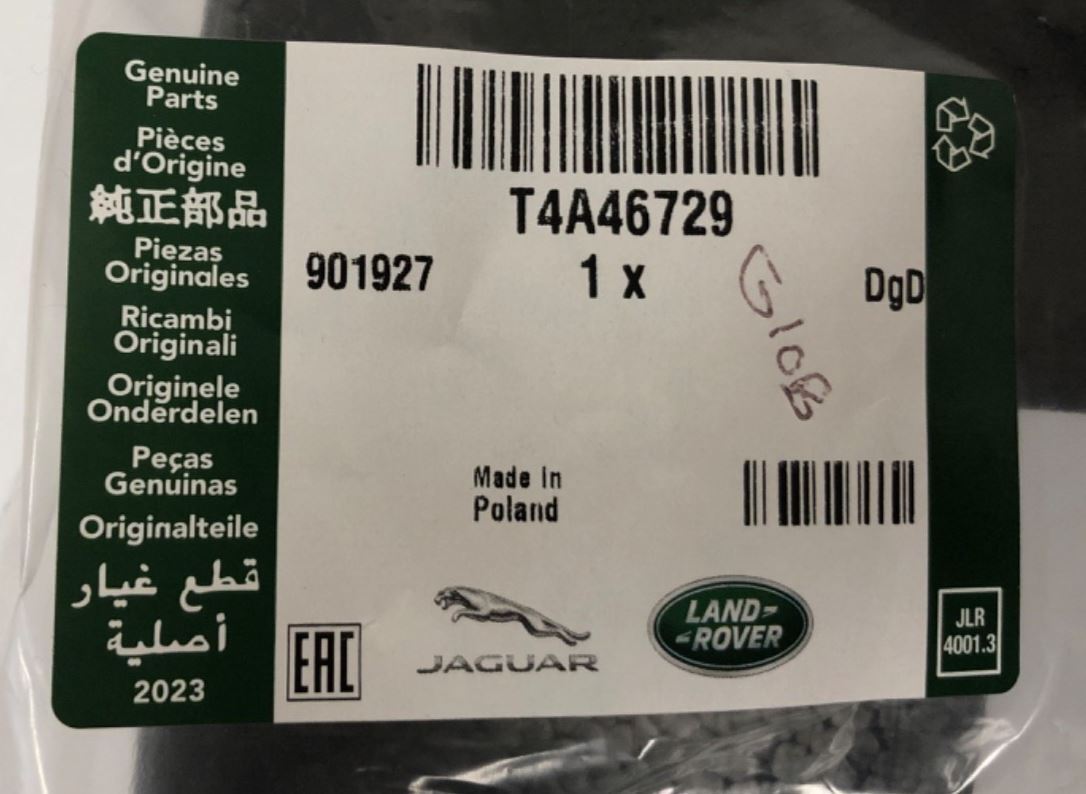 Genuine
Parts
Pièces
d'Origine
純正部品
Piezas
Originales
Ricambi
Originali
Originele
Onderdelen
Peças
Genuinas
Originalteile
قطع غيار
أصلية
2023
T4A46729
901927
1 x
DgD
Made In
Poland
EAC
JAGUAR
LAND-
-ROVER
JLR
4001.3